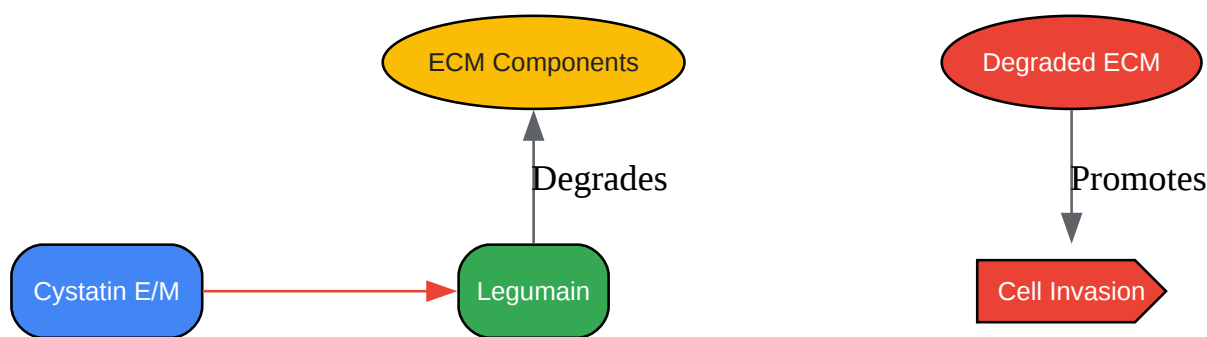 ECM Components
Degraded ECM
Degrades
Promotes
Cystatin E/M
Legumain
Cell Invasion